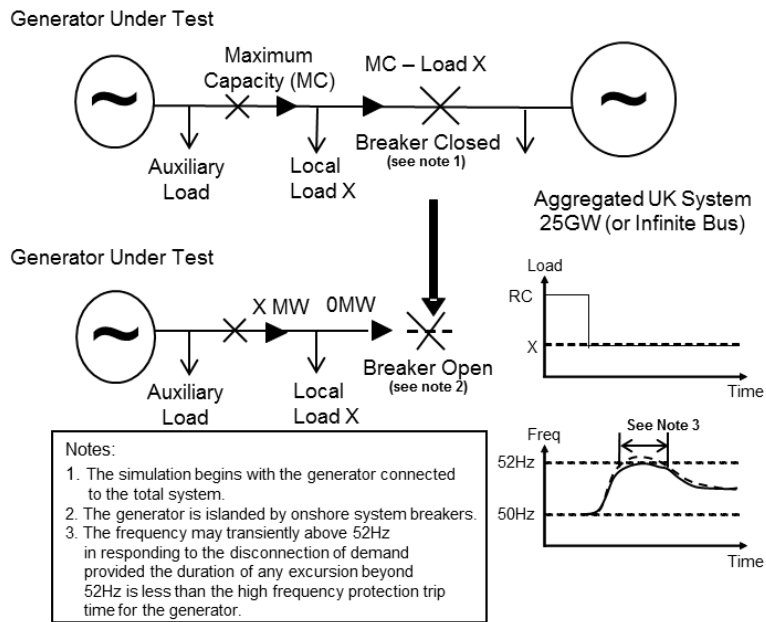 Generator Under Test
Maximum
Capacity (MC)
MC – Load X
~
~
Auxiliary
Load
Local
Load X
Breaker Closed
(see note 1)
Aggregated UK System
25GW (or Infinite Bus)
Generator Under Test
X MW
0MW
~
Auxiliary
Load
Local
Load X
Breaker Open
(see note 2)
Load
RC
X
Time
See Note 3
Freq
52Hz
50Hz
Time
Notes:
1. The simulation begins with the generator connected
to the total system.
2. The generator is islanded by onshore system breakers.
3. The frequency may transiently above 52Hz
in responding to the disconnection of demand
provided the duration of any excursion beyond
52Hz is less than the high frequency protection trip
time for the generator.